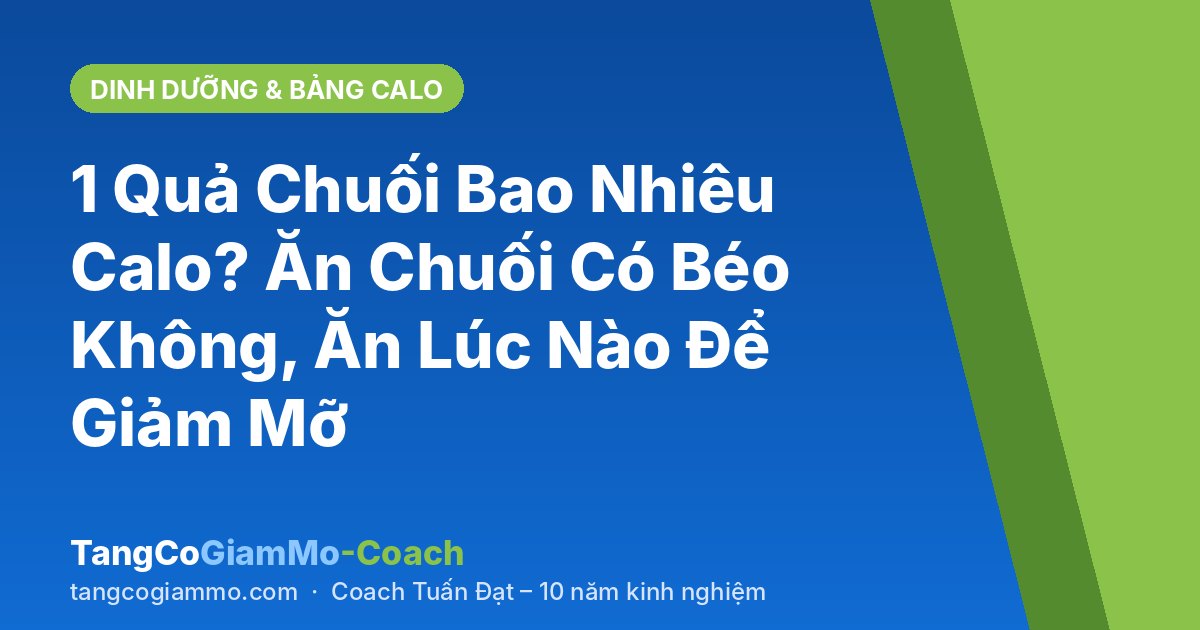 DINH DƯỠNG & BẢNG CALO
1 Quả Chuối Bao Nhiêu
Calo? Ăn Chuối Có Béo
Không, Ăn Lúc Nào Để
Giảm Mỡ
TangCoGiamMo-Coach
tangcogiammo.com · Coach Tuấn Đạt – 10 năm kinh nghiệm